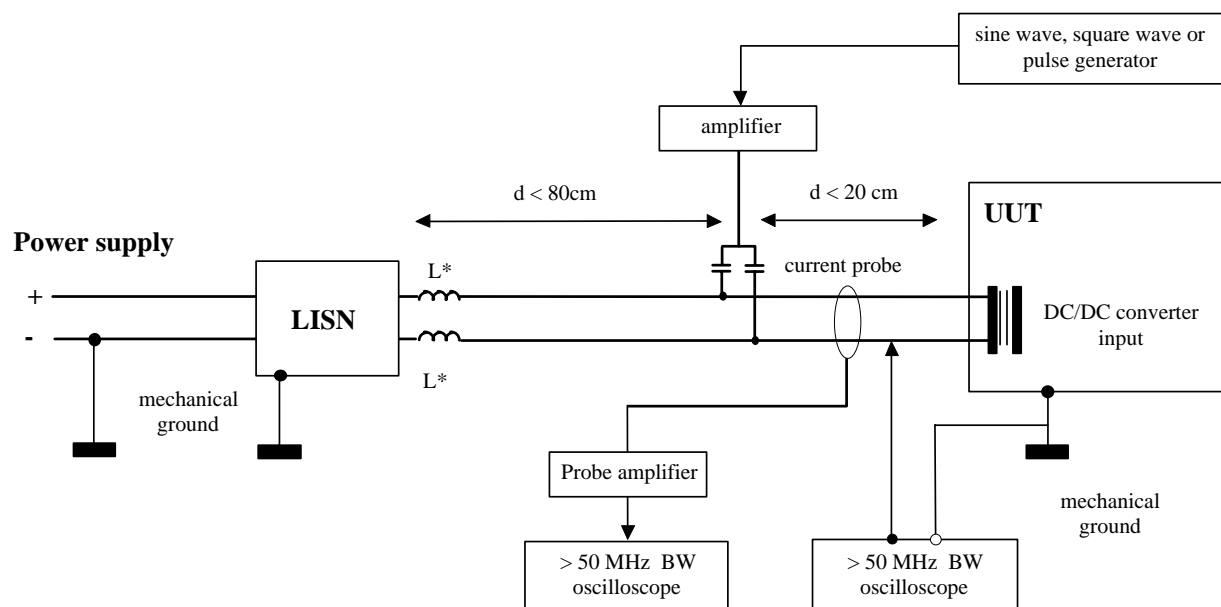 sine wave, square wave or
pulse generator
amplifier
d < 80cm
d < 20 cm
UUT
Power supply
current probe
L*
+
LISN
DC/DC converter
input
-
L*
mechanical
ground
Probe amplifier
mechanical
ground
> 50 MHz BW
oscilloscope
> 50 MHz BW
oscilloscope